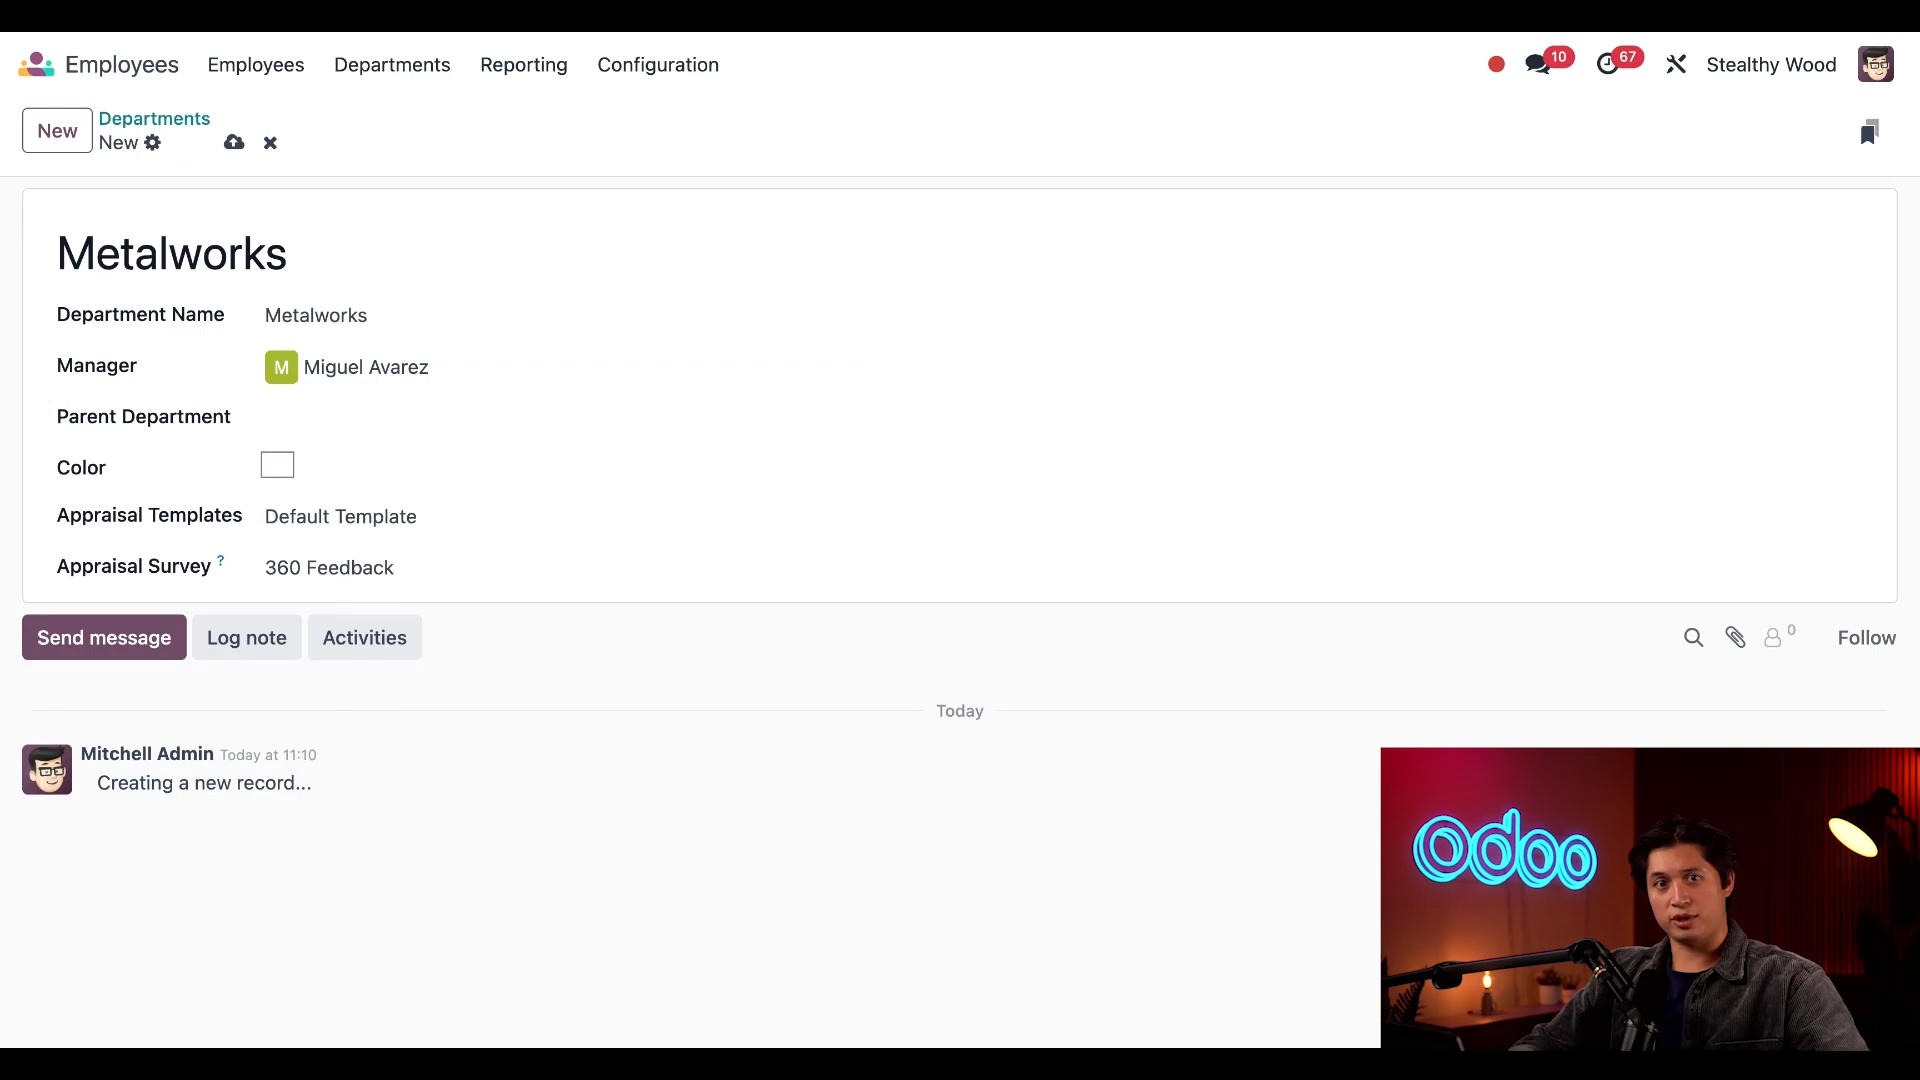 Employees Employees Departments Reporting Configuration 10 67 Stealthy Wood
New Departments
New
Metalworks
Department Name Metalworks
Manager M Miguel Avarez
Parent Department
Color
Appraisal Templates Default Template
Appraisal Survey ? 360 Feedback
Send message Log note Activities 0 Follow
Today
Mitchell Admin Today at 11:10
Creating a new record...
odoo